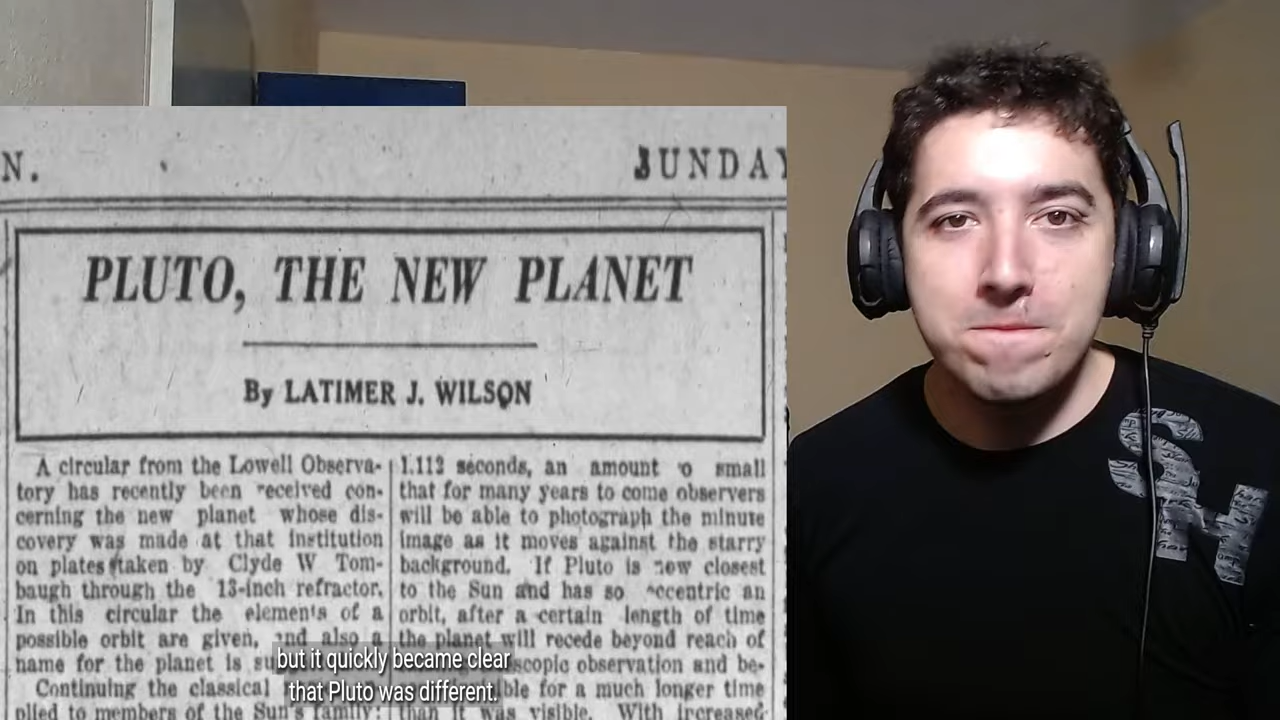 N.
SUNDAY
PLUTO, THE NEW PLANET
By LATIMER J. WILSON
A circular from the Lowell Observa-
tory has recently been received con-
cerning the new planet whose dis-
covery was made at that institution
on plates taken by Clyde W Tom-
baugh through the 13-inch refractor.
In this circular the elements of a
possible orbit are given, and also a
name for the planet is
Continuing the classical
plied to members of the Sun's family:
1.112 seconds, an amount so small
that for many years to come observers
will be able to photograph the minute
image as it moves against the starry
background. If Pluto is now closest
to the Sun and has so eccentric an
orbit, after a certain length of time
the planet will recede beyond reach of
scopic observation and be-
ble for a much longer time
than it was visible. With increased
but it quickly became clear
that Pluto was different.
SH